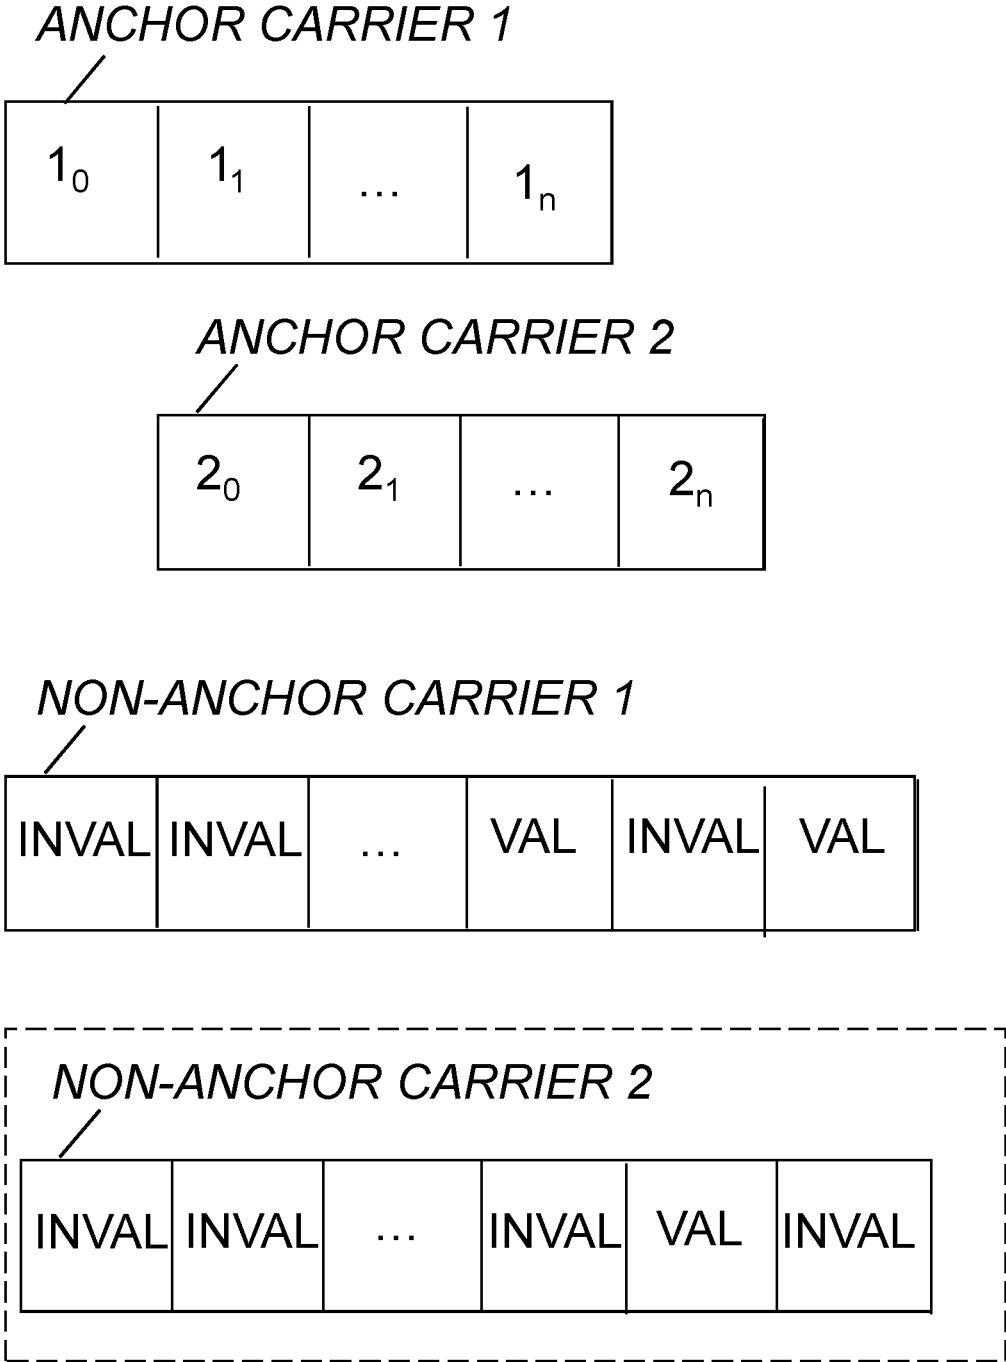 ANCHOR CARRIER 1
1₀ 1₁ ... 1ₙ
ANCHOR CARRIER 2
2₀ 2₁ ... 2ₙ
NON-ANCHOR CARRIER 1
INVAL INVAL ... VAL INVAL VAL
NON-ANCHOR CARRIER 2
INVAL INVAL ... INVAL VAL INVAL